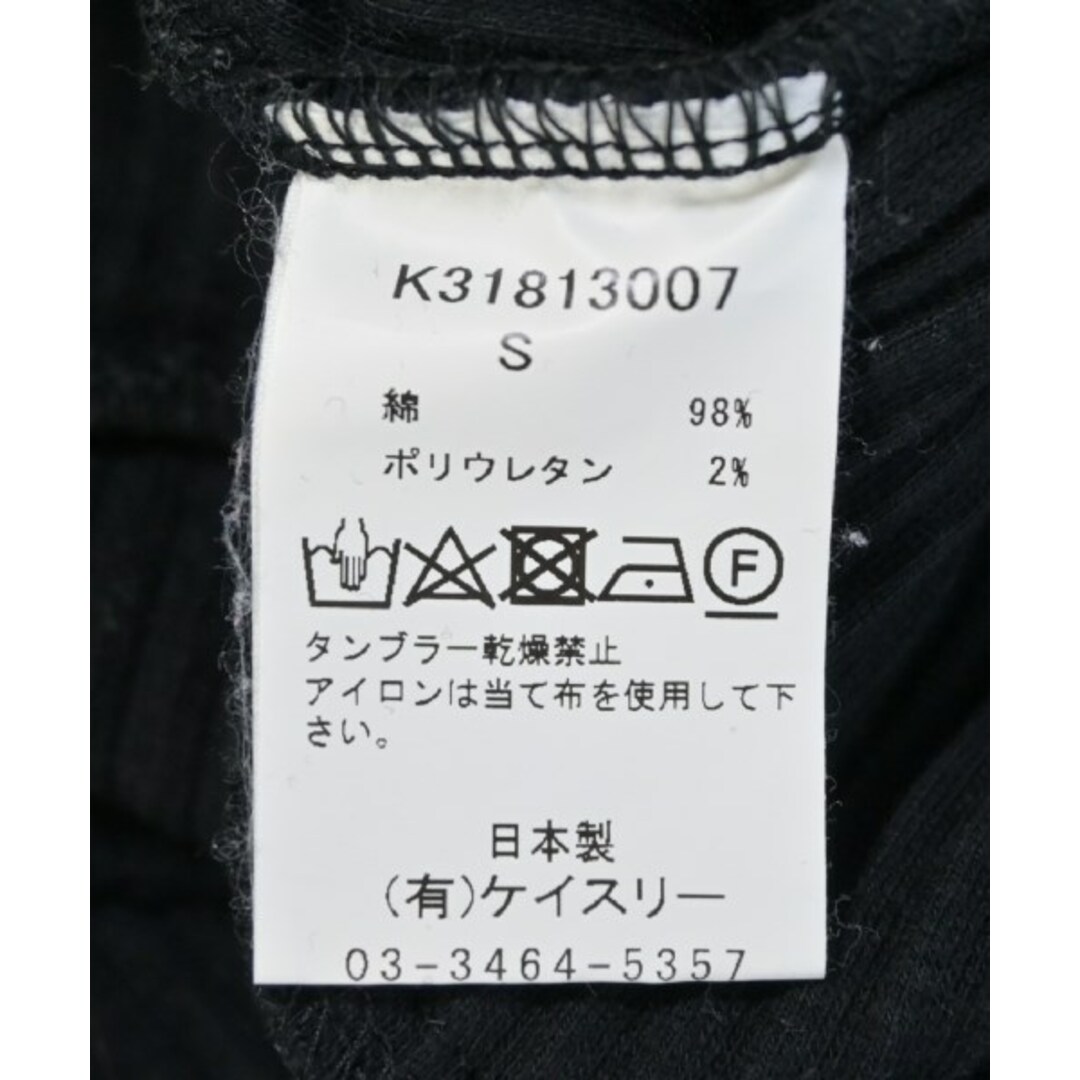 K31813007
S
綿 98%
ポリウレタン 2%
F
タンブラー乾燥禁止
アイロンは当て布を使用して下
さい。
日本製
(有)ケイスリー
03-3464-5357